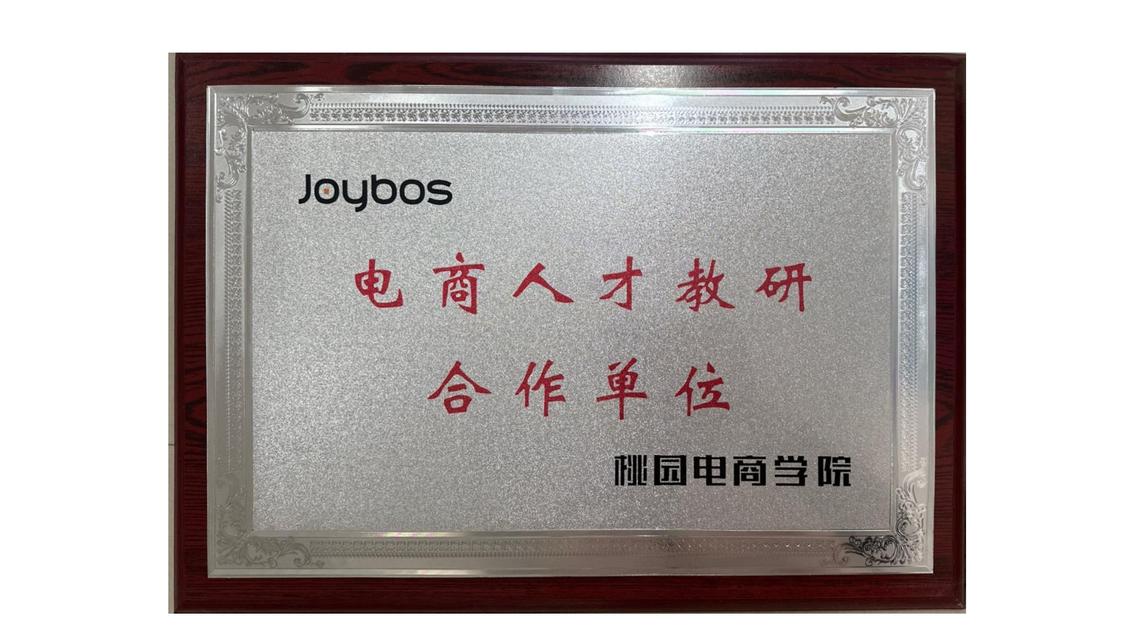 Joybos
电商人才教研
合作单位
桃园电商学院